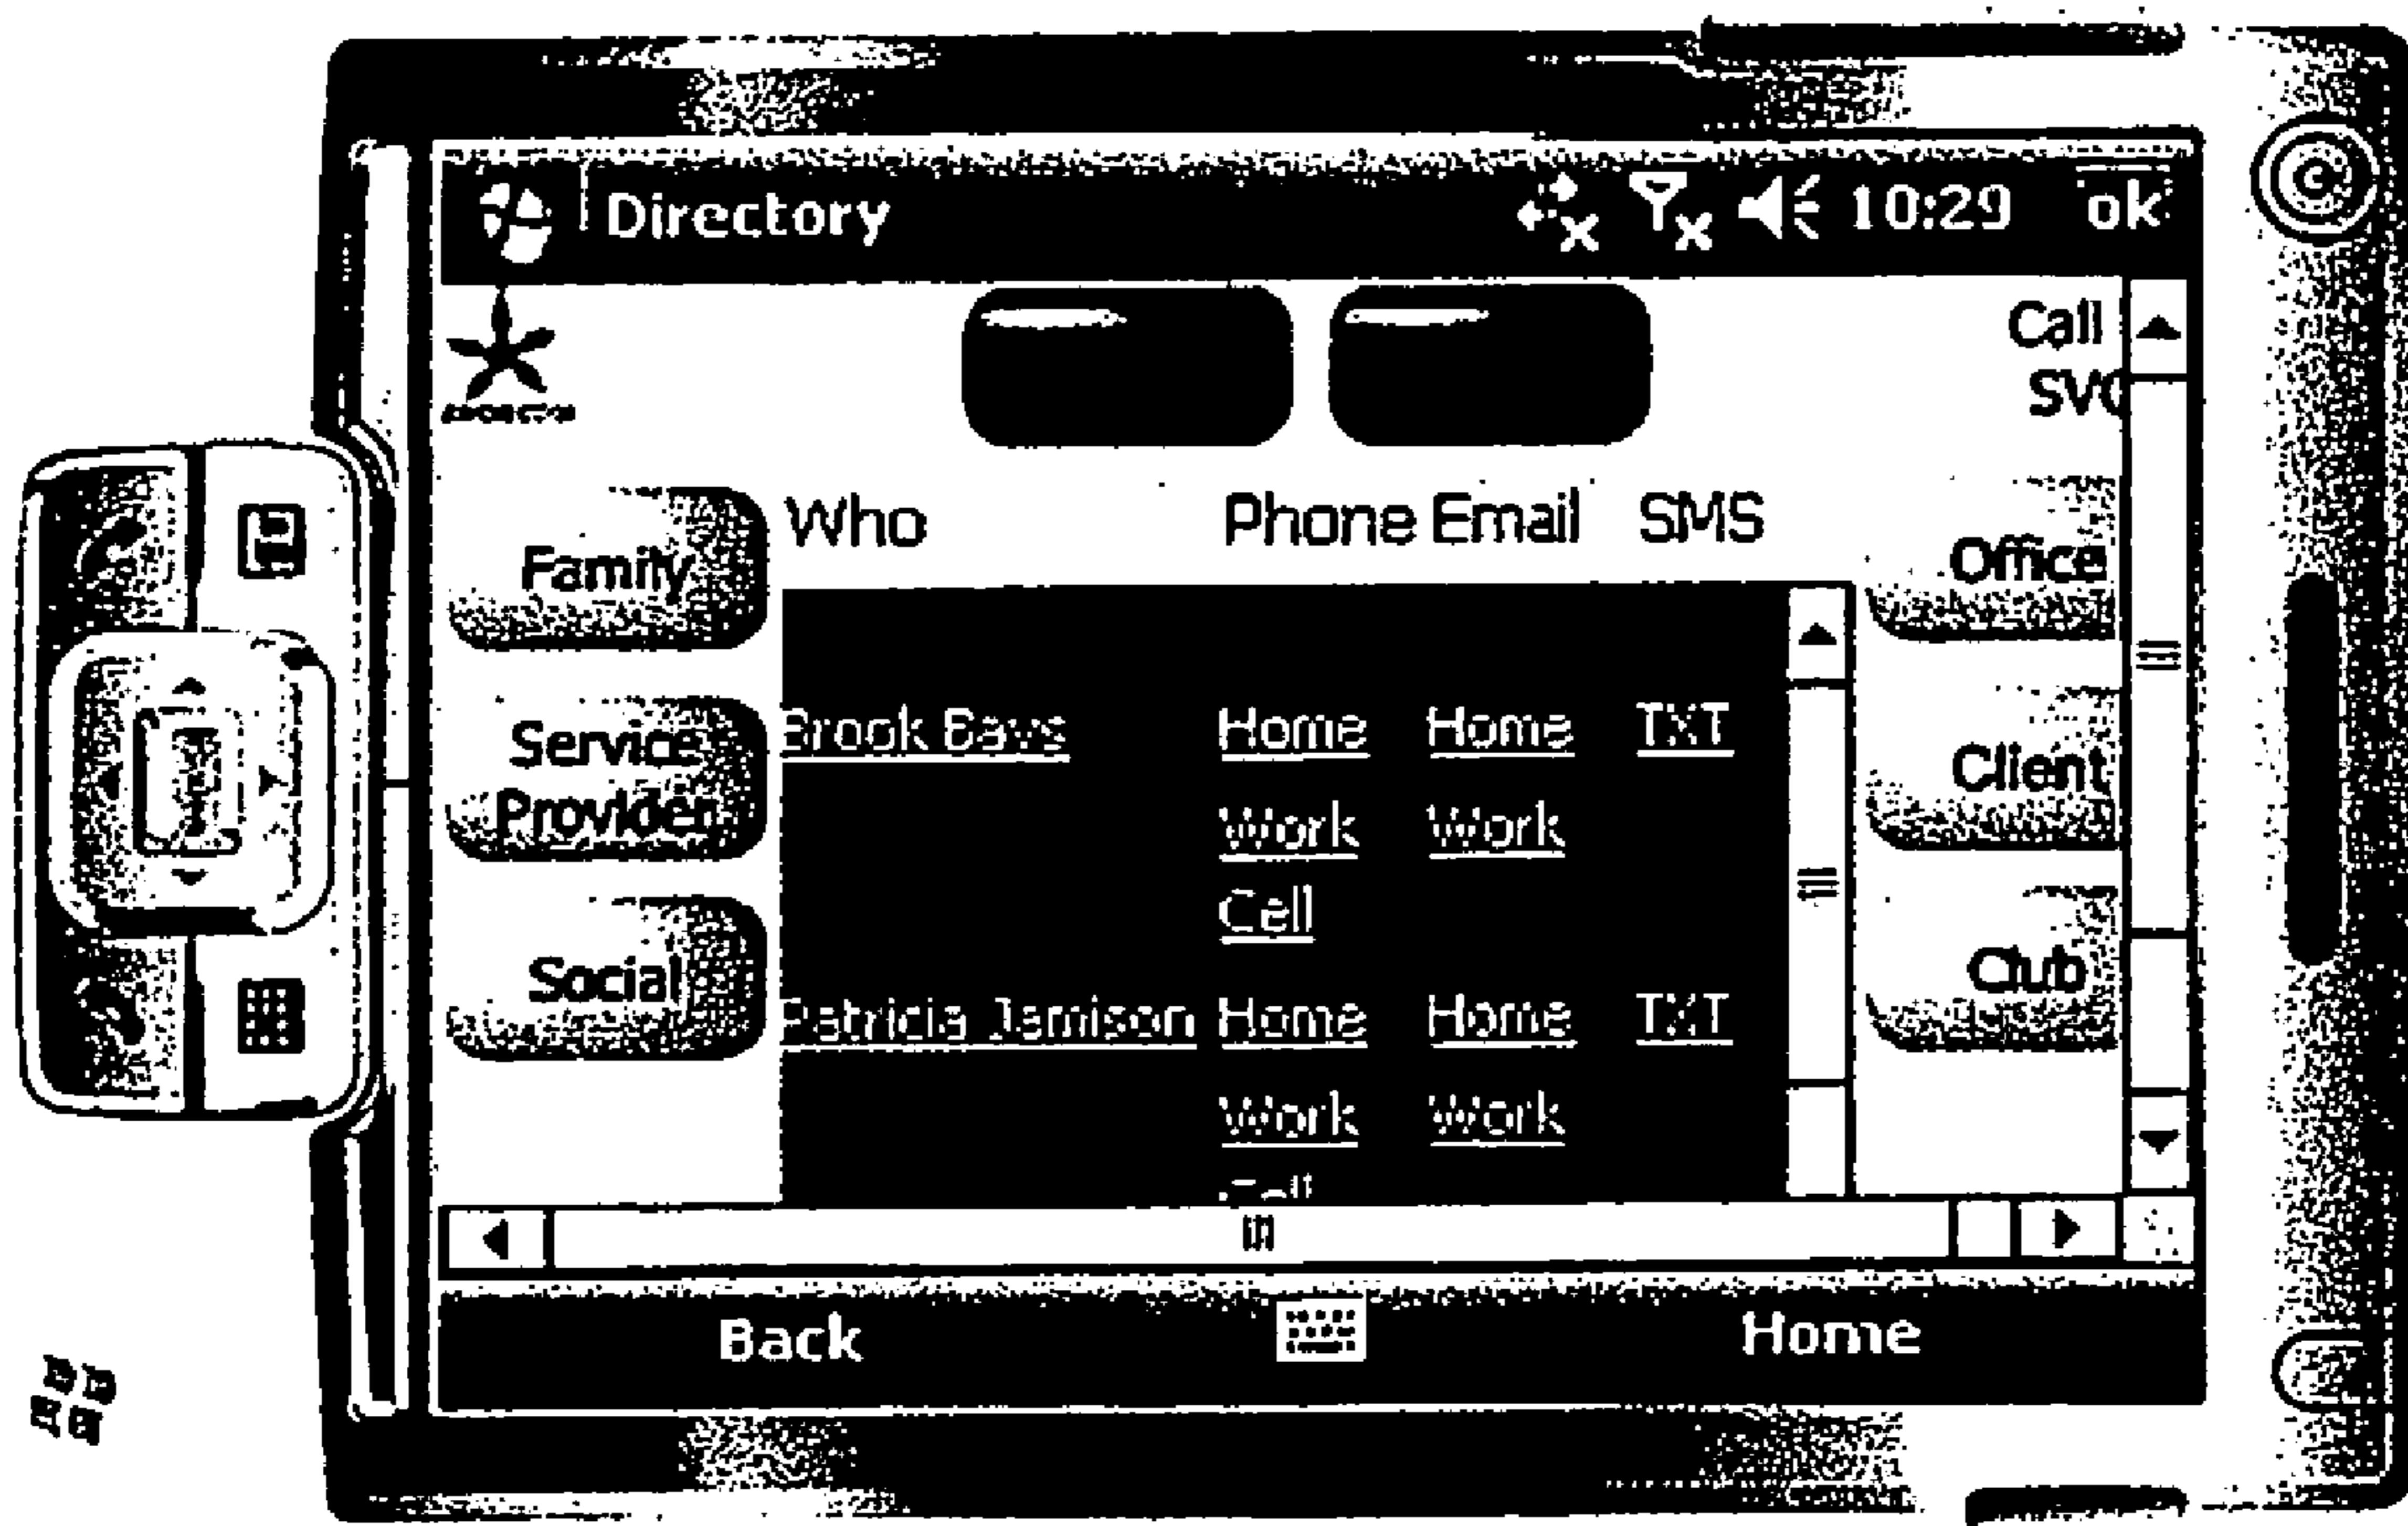 Directory 10:29 ok
Call
SVC
Who Phone Email SMS
Family
Office
Brook Bays Home Home TXT
Service
Provider
Client
Work Work
Cell
Social
Club
Patricia Jamison Home Home TXT
Work Work
Cell
Back Home